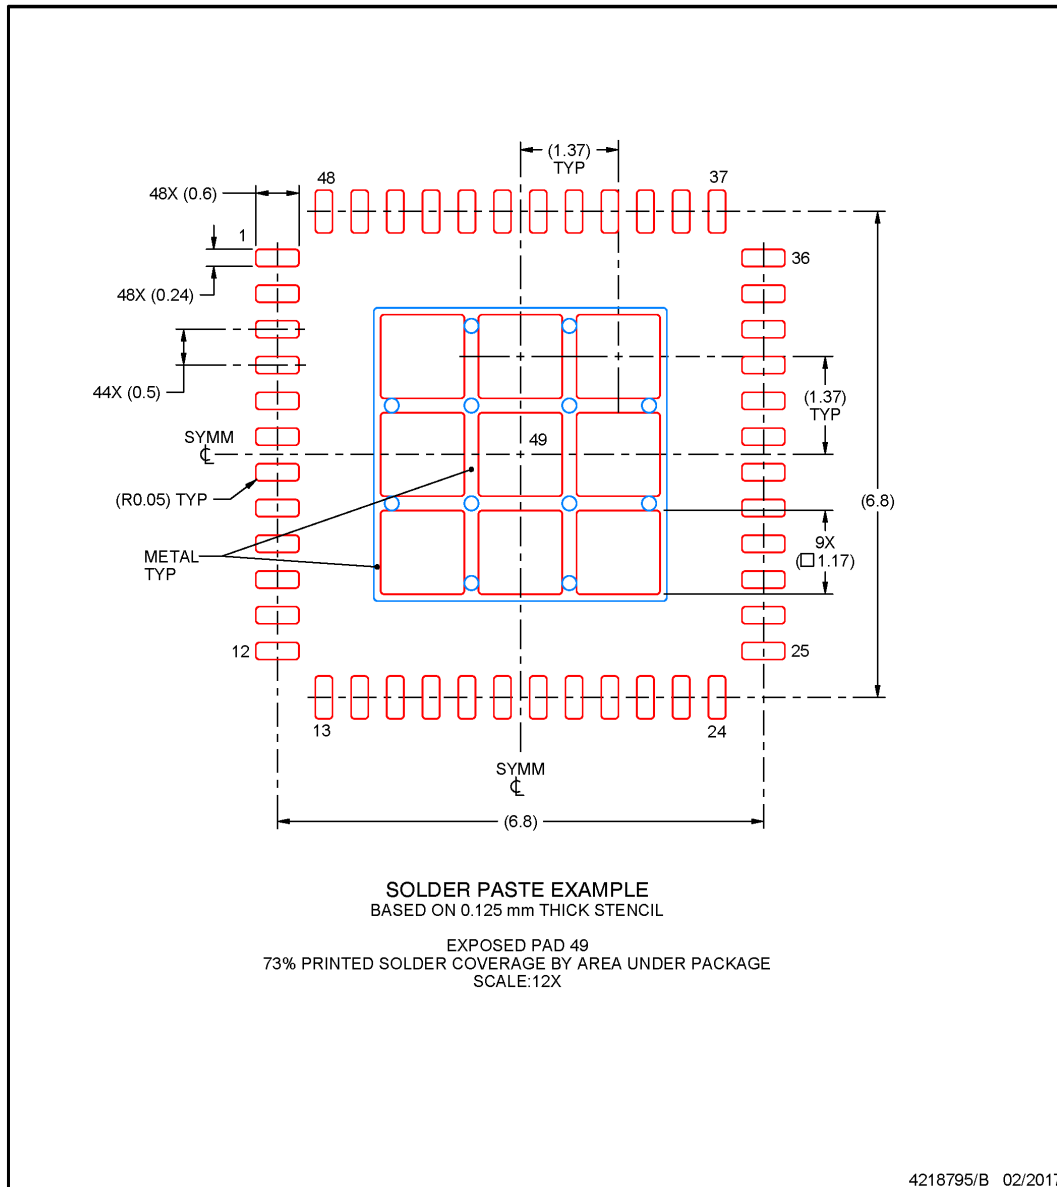 (1.37)
TYP
48
37
48X (0.6)
1
36
48X (0.24)
44X (0.5)
(1.37)
TYP
49
SYMM
℄
(R0.05) TYP
(6.8)
METAL
TYP
9X
(□1.17)
12
25
13
24
SYMM
℄
(6.8)
SOLDER PASTE EXAMPLE
BASED ON 0.125 mm THICK STENCIL
EXPOSED PAD 49
73% PRINTED SOLDER COVERAGE BY AREA UNDER PACKAGE
SCALE:12X
4218795/B 02/2017